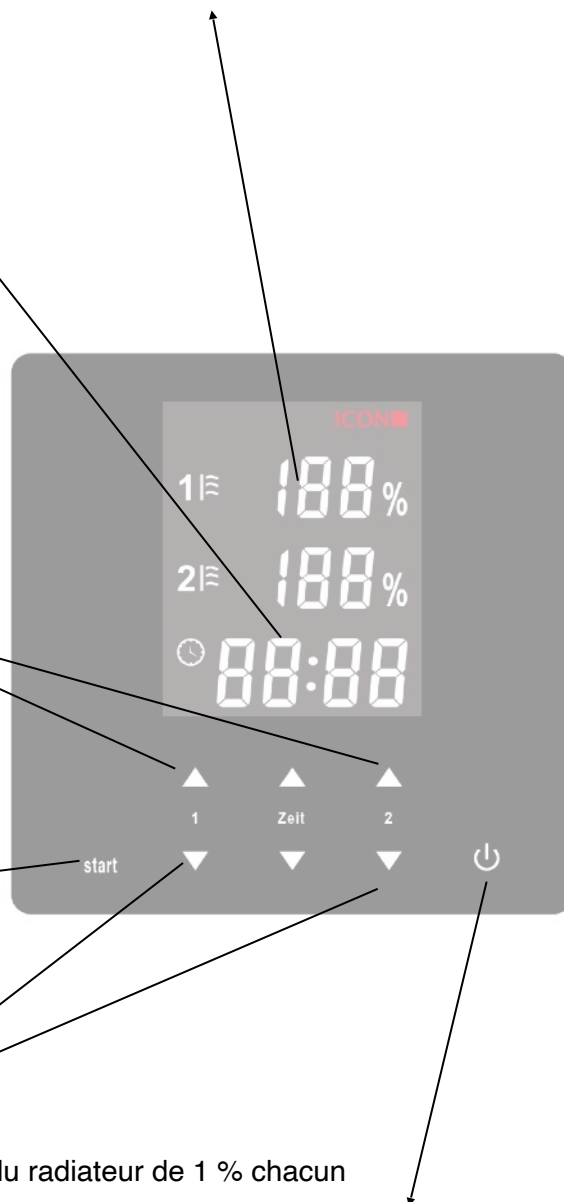 iCON
1 188 %
2 188 %
88:88
1 Zeit 2
start
du radiateur de 1 % chacun